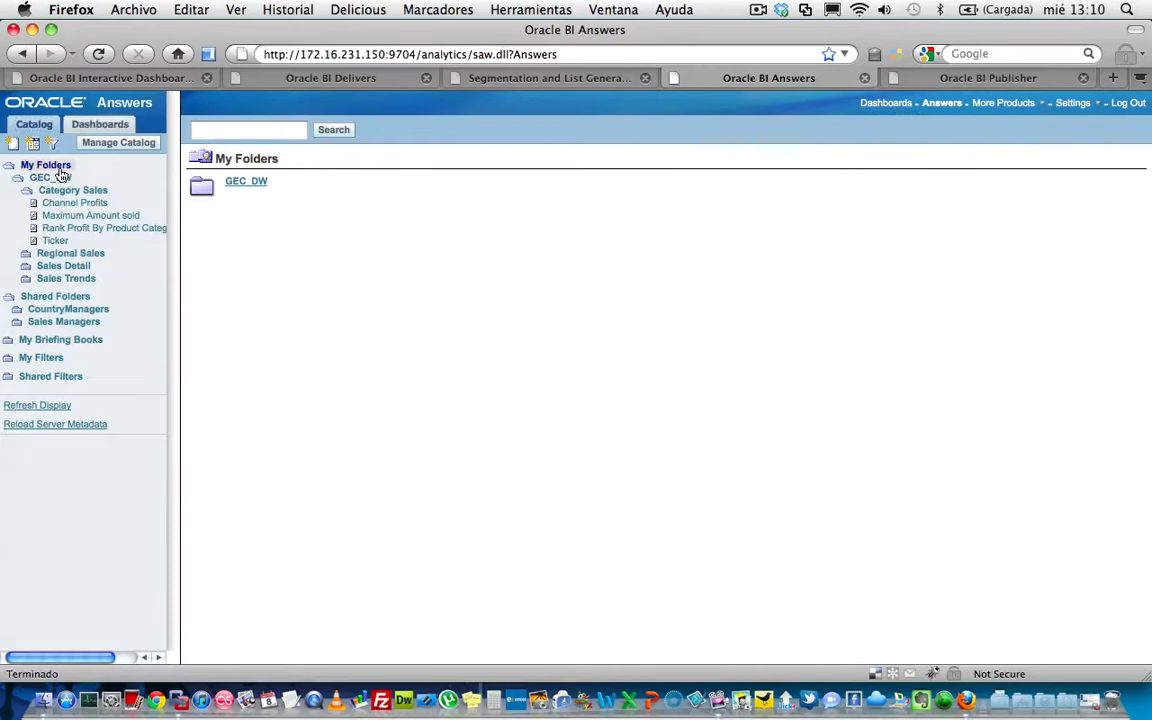 Firefox Archivo Editar Ver Historial Delicious Marcadores Herramientas Ventana Ayuda (Cargada) mié 13:10
Oracle BI Answers
http://172.16.231.150:9704/analytics/saw.dll?Answers Google
Oracle BI Interactive Dashboar... Oracle BI Delivers Segmentation and List Genera... Oracle BI Answers Oracle BI Publisher
ORACLE Answers Dashboards - Answers - More Products - Settings - Log Out
Catalog Dashboards
Search
Manage Catalog
My Folders
My Folders
GEC_DW
GEC_
Category Sales
Channel Profits
Maximum Amount sold
Rank Profit By Product Categ
Ticker
Regional Sales
Sales Detail
Sales Trends
Shared Folders
CountryManagers
Sales Managers
My Briefing Books
My Filters
Shared Filters
Refresh Display
Reload Server Metadata
Terminado Not Secure